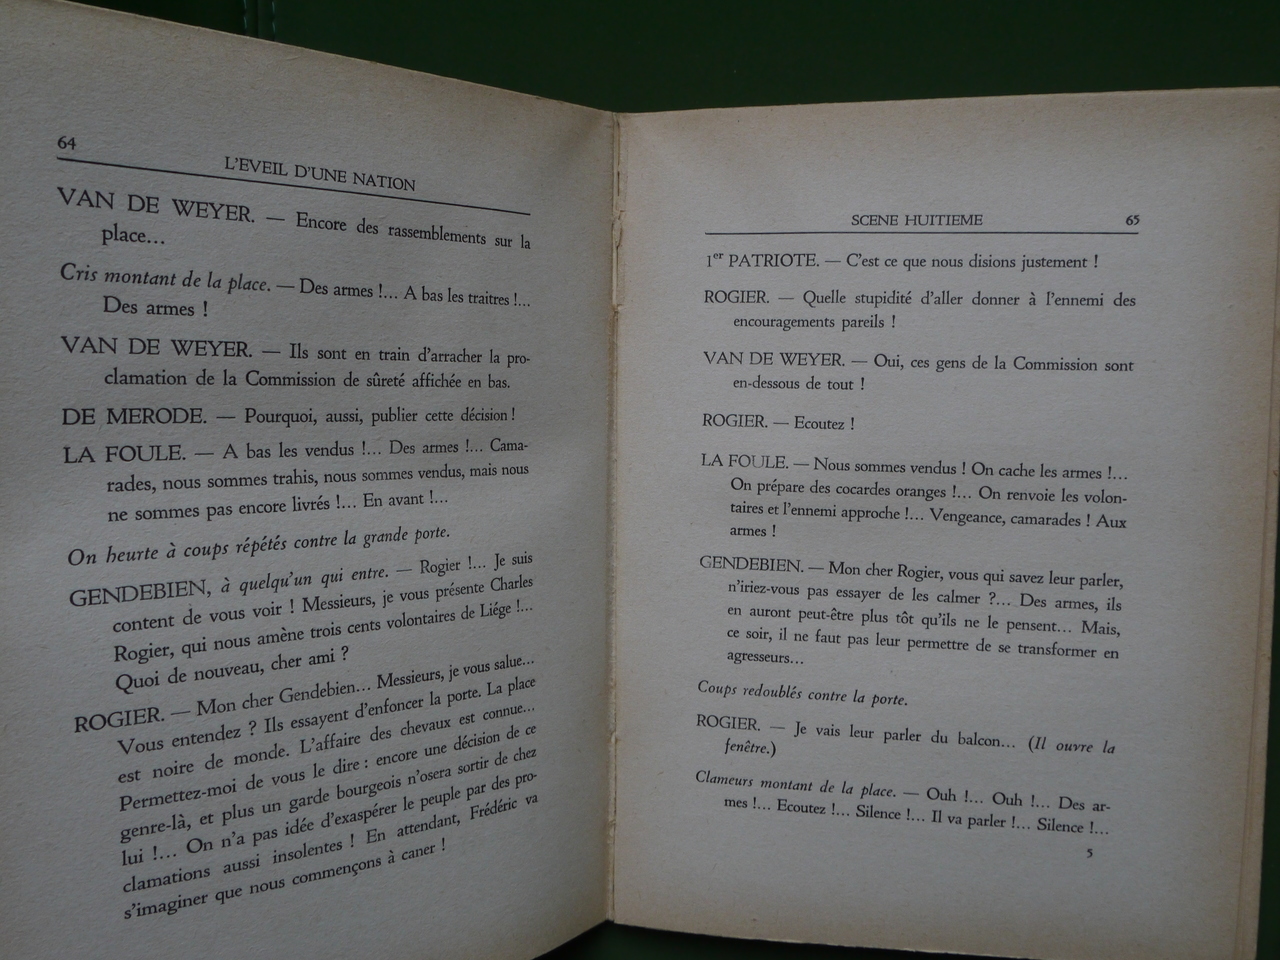 64
L'EVEIL D'UNE NATION
VAN DE WEYER. — Encore des rassemblements sur la
place...
Cris montant de la place. — Des armes !... A bas les traitres !...
Des armes !
VAN DE WEYER. — Ils sont en train d'arracher la pro-
clamation de la Commission de sûreté affichée en bas.
DE MERODE. — Pourquoi, aussi, publier cette décision !
LA FOULE. — A bas les vendus !... Des armes !... Cama-
rades, nous sommes trahis, nous sommes vendus, mais nous
ne sommes pas encore livrés !... En avant !...
On heurte à coups répétés contre la grande porte.
GENDEBIEN, à quelqu'un qui entre. — Rogier !... Je suis
content de vous voir ! Messieurs, je vous présente Charles
Rogier, qui nous amène trois cents volontaires de Liége !...
Quoi de nouveau, cher ami ?
ROGIER. — Mon cher Gendebien... Messieurs, je vous salue...
Vous entendez ? Ils essayent d'enfoncer la porte. La place
est noire de monde. L'affaire des chevaux est connue...
Permettez-moi de vous le dire : encore une décision de ce
genre-là, et plus un garde bourgeois n'osera sortir de chez
lui !... On n'a pas idée d'exaspérer le peuple par des pro-
clamations aussi insolentes ! En attendant, Frédéric va
s'imaginer que nous commençons à caner !
SCENE HUITIEME
65
1er PATRIOTE. — C'est ce que nous disions justement !
ROGIER. — Quelle stupidité d'aller donner à l'ennemi des
encouragements pareils !
VAN DE WEYER. — Oui, ces gens de la Commission sont
en-dessous de tout !
ROGIER. — Ecoutez !
LA FOULE. — Nous sommes vendus ! On cache les armes !...
On prépare des cocardes oranges !... On renvoie les volon-
taires et l'ennemi approche !... Vengeance, camarades ! Aux
armes !
GENDEBIEN. — Mon cher Rogier, vous qui savez leur parler,
n'iriez-vous pas essayer de les calmer ?... Des armes, ils
en auront peut-être plus tôt qu'ils ne le pensent... Mais,
ce soir, il ne faut pas leur permettre de se transformer en
agresseurs...
Coups redoublés contre la porte.
ROGIER. — Je vais leur parler du balcon... (Il ouvre la
fenêtre.)
Clameurs montant de la place. — Ouh !... Ouh !... Des ar-
mes !... Ecoutez !... Silence !... Il va parler !... Silence !...
5